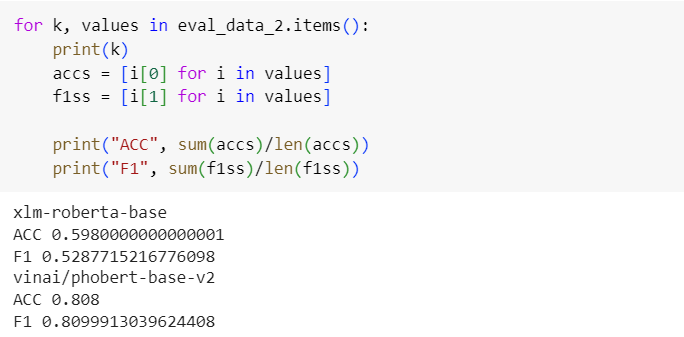 for k, values in eval_data_2.items():
    print(k)
    accs = [i[0] for i in values]
    f1ss = [i[1] for i in values]

    print("ACC", sum(accs)/len(accs))
    print("F1", sum(f1ss)/len(f1ss))
xlm-roberta-base
ACC 0.5980000000000001
F1 0.5287715216776098
vinai/phobert-base-v2
ACC 0.808
F1 0.8099913039624408